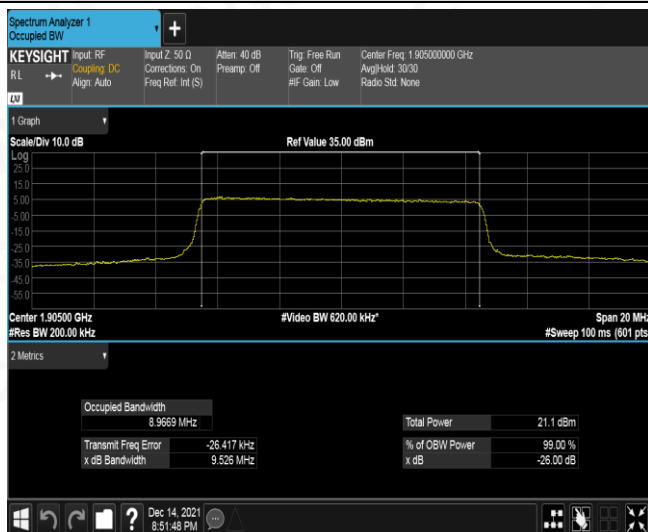 Spectrum Analyzer 1
Occupied BW
+
KEYSIGHT Input: RF Input Z: 50 Ω Atten: 40 dB Trig: Free Run Center Freq: 1.905000000 GHz
RL Coupling: DC Corrections: On Preamp: Off Gate: Off Avg|Hold: 30/30
Align: Auto Freq Ref: Int (S) #IF Gain: Low Radio Std: None
LXI
1 Graph
Scale/Div 10.0 dB Ref Value 35.00 dBm
Log
25.0
15.0
5.00
-5.00
-15.0
-25.0
-35.0
-45.0
-55.0
Center 1.90500 GHz #Video BW 620.00 kHz* Span 20 MHz
#Res BW 200.00 kHz #Sweep 100 ms (601 pts
2 Metrics
Occupied Bandwidth
8.9669 MHz Total Power 21.1 dBm
Transmit Freq Error -26.417 kHz % of OBW Power 99.00 %
x dB Bandwidth 9.526 MHz x dB -26.00 dB
? Dec 14, 2021
8:51:48 PM